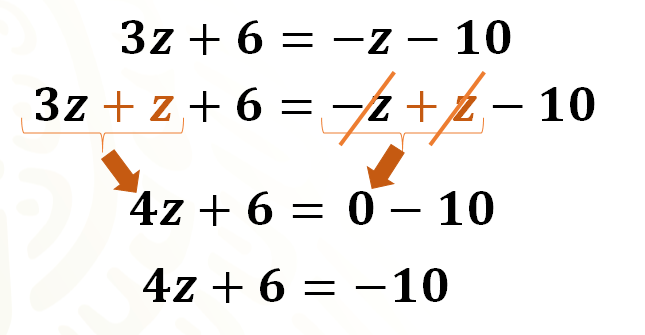 3z + 6 = −z − 10
3z + z + 6 = −z + z − 10
4z + 6 = 0 − 10
4z + 6 = −10